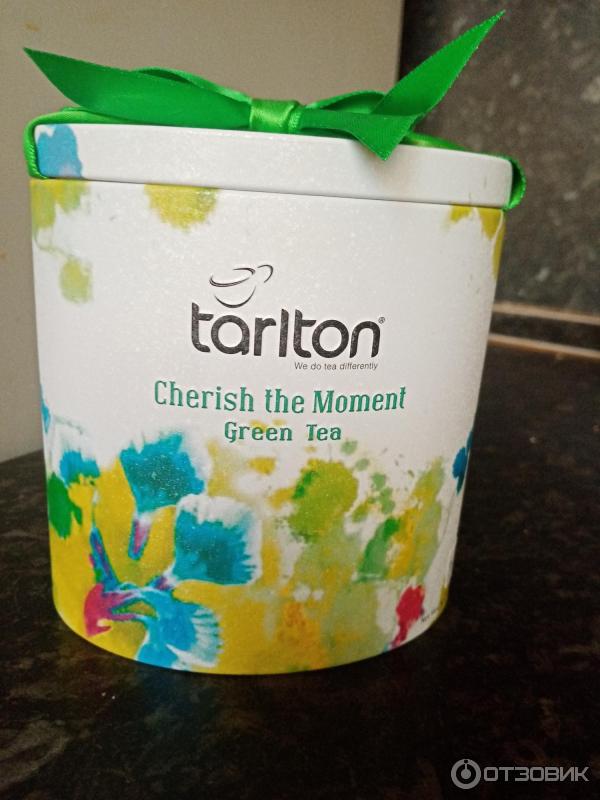 tarlton®
We do tea differently
Cherish the Moment
Green Tea
ОТЗОВИК